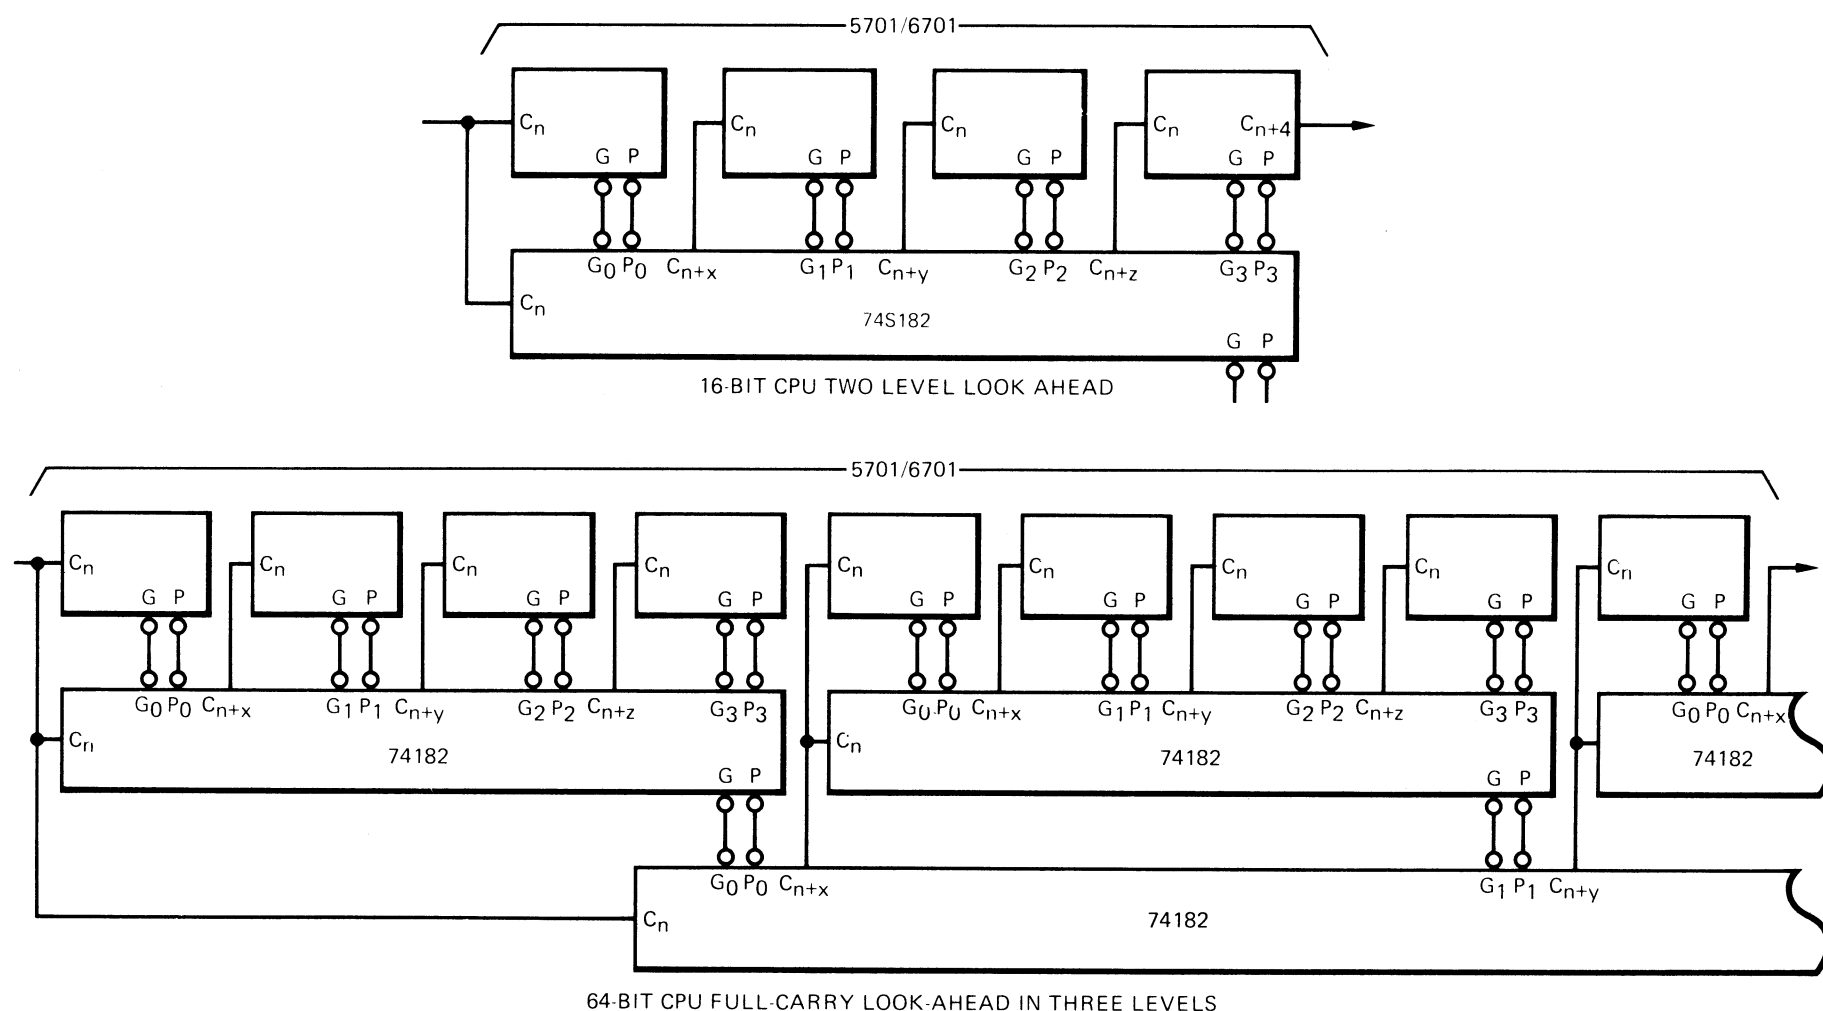 5701/6701
Cn Cn Cn Cn Cn+4
G P G P G P G P
G0 P0 Cn+x G1 P1 Cn+y G2 P2 Cn+z G3 P3
Cn
74S182
G P
16-BIT CPU TWO LEVEL LOOK AHEAD
5701/6701
Cn Cn Cn Cn Cn Cn Cn Cn Cn
G P G P G P G P G P G P G P G P G P
G0 P0 Cn+x G1 P1 Cn+y G2 P2 Cn+z G3 P3 G0 P0 Cn+x G1 P1 Cn+y G2 P2 Cn+z G3 P3 G0 P0 Cn+x
Cn 74182 Cn 74182 74182
G P G P
G0 P0 Cn+x G1 P1 Cn+y
Cn 74182
64-BIT CPU FULL-CARRY LOOK-AHEAD IN THREE LEVELS